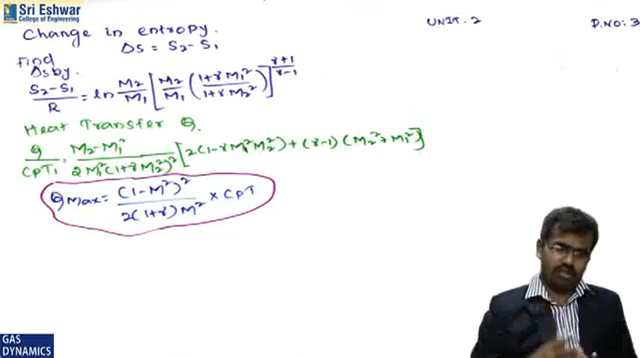 Sri Eshwar
College of Engineering
UNIT. 2
P.NO: 3
Change in entropy.
ΔS = S₂ - S₁
Find
ΔS by.
(S₂ - S₁)/R = ln M₂/M₁ [M₂/M₁ ((1+γM₁²)/(1+γM₂²))]^((γ+1)/(γ-1))
Heat Transfer Q.
Q/(CPT₁) = (M₂ - M₁²)/(2M₁²(1+γM₂²)²) [2(1-γM₁²M₂²) + (γ-1)(M₂²+M₁²)]
Qmax = (1-M²)²/(2(1+γ)M²) × CPT
GAS
DYNAMICS